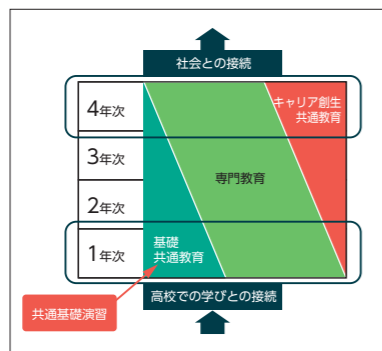 社会との接続
4年次
キャリア創生
共通教育
3年次
専門教育
2年次
1年次
基礎
共通教育
共通基礎演習
高校での学びとの接続